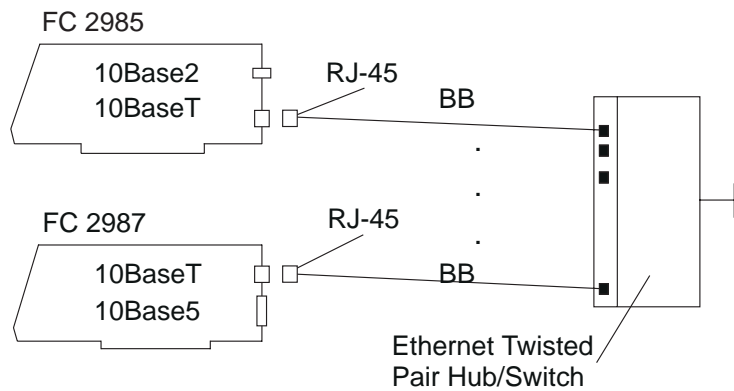 FC 2985
10Base2
10BaseT
RJ-45
BB
FC 2987
10BaseT
10Base5
RJ-45
BB
Ethernet Twisted
Pair Hub/Switch